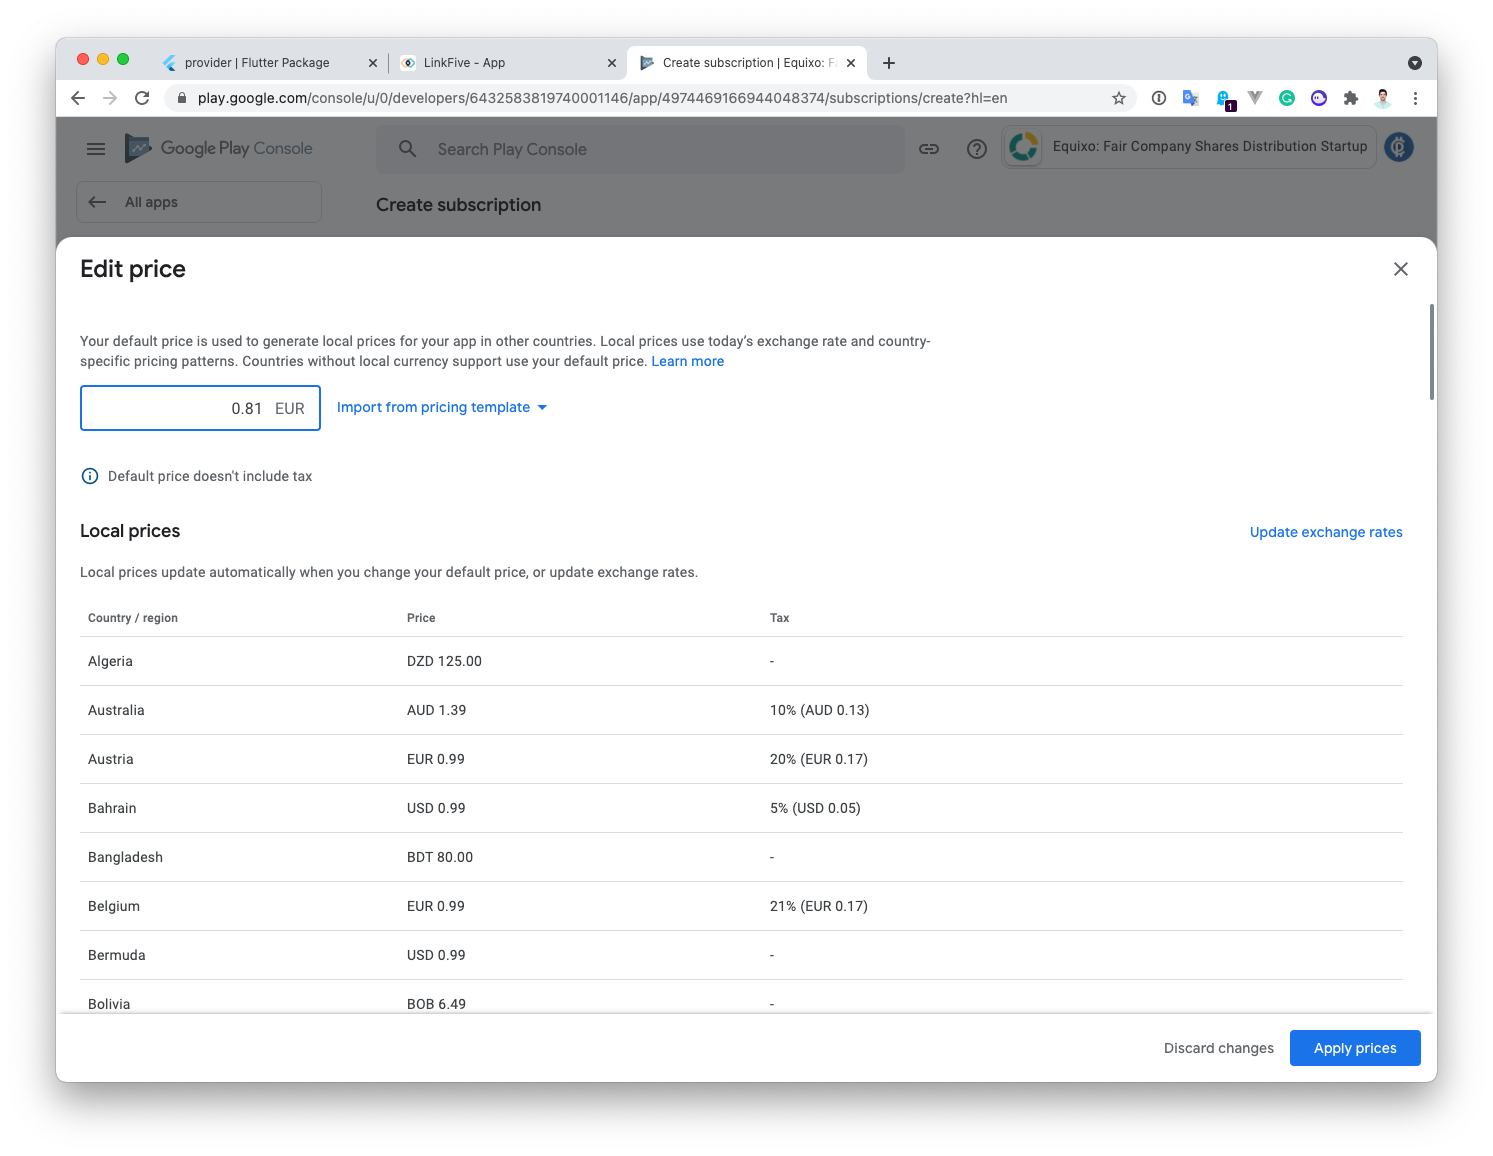 provider | Flutter Package
LinkFive - App
Create subscription | Equixo: F
play.google.com/console/u/0/developers/6432583819740001146/app/4974469166944048374/subscriptions/create?hl=en
1
Google Play Console
Search Play Console
Equixo: Fair Company Shares Distribution Startup
All apps
Create subscription
Edit price
Your default price is used to generate local prices for your app in other countries. Local prices use today’s exchange rate and country-
specific pricing patterns. Countries without local currency support use your default price. Learn more
0.81 EUR
Import from pricing template
Default price doesn't include tax
Local prices
Update exchange rates
Local prices update automatically when you change your default price, or update exchange rates.
Country / region Price Tax
Algeria DZD 125.00 -
Australia AUD 1.39 10% (AUD 0.13)
Austria EUR 0.99 20% (EUR 0.17)
Bahrain USD 0.99 5% (USD 0.05)
Bangladesh BDT 80.00 -
Belgium EUR 0.99 21% (EUR 0.17)
Bermuda USD 0.99 -
Bolivia BOB 6.49 -
Discard changes
Apply prices